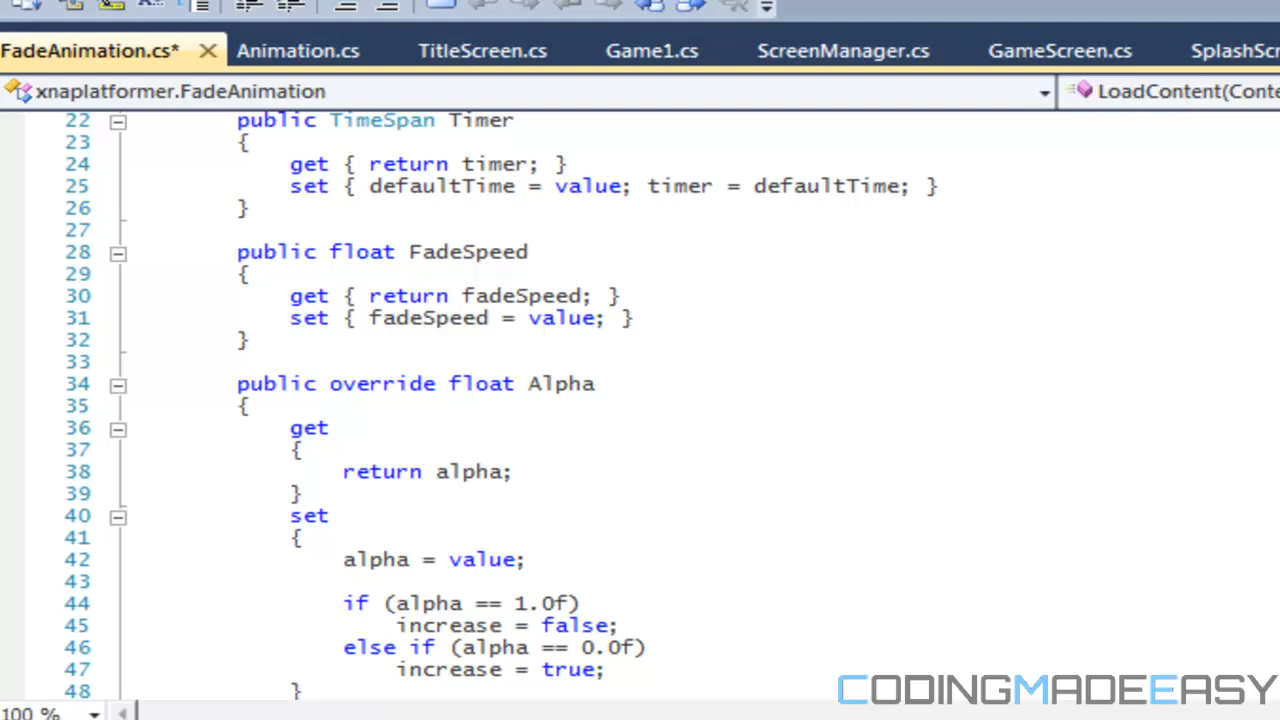 FadeAnimation.cs* Animation.cs TitleScreen.cs Game1.cs ScreenManager.cs GameScreen.cs SplashScr
xnaplatformer.FadeAnimation LoadContent(Conte
22 public TimeSpan Timer
23 {
24 get { return timer; }
25 set { defaultTime = value; timer = defaultTime; }
26 }
27
28 public float FadeSpeed
29 {
30 get { return fadeSpeed; }
31 set { fadeSpeed = value; }
32 }
33
34 public override float Alpha
35 {
36 get
37 {
38 return alpha;
39 }
40 set
41 {
42 alpha = value;
43
44 if (alpha == 1.0f)
45 increase = false;
46 else if (alpha == 0.0f)
47 increase = true;
48 }
CODINGMADEEASY
100 %